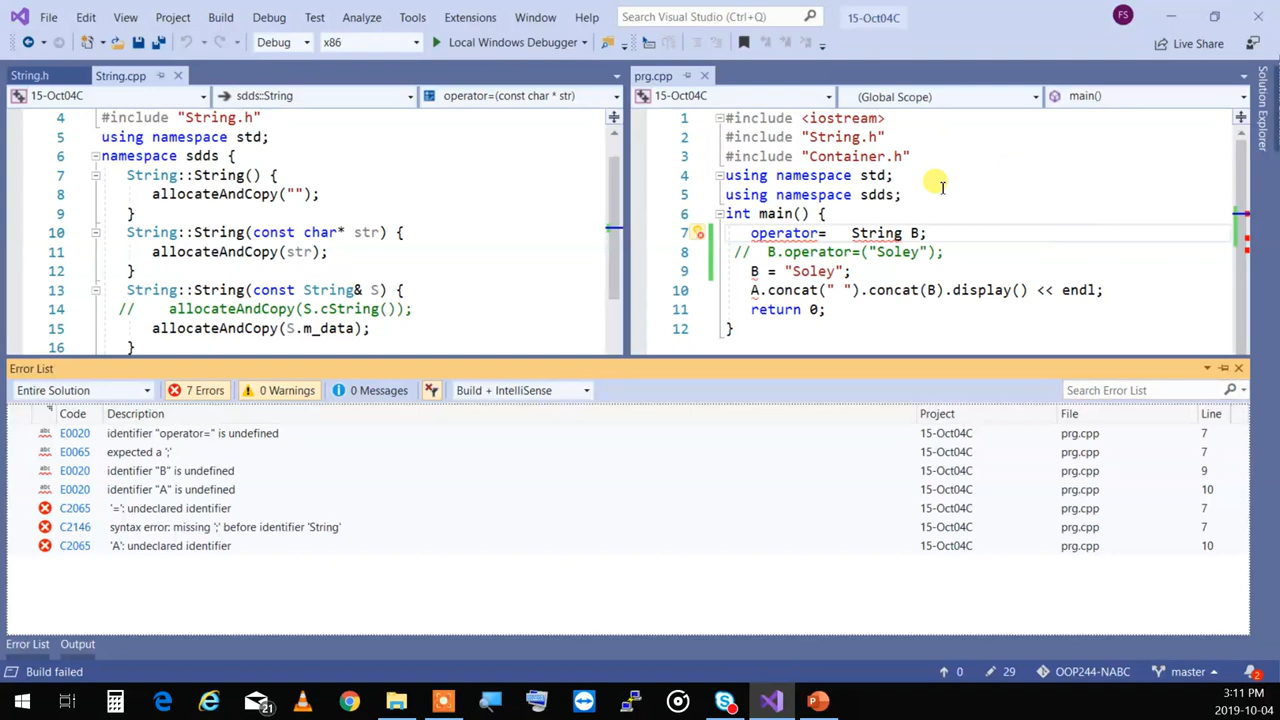 File Edit View Project Build Debug Test Analyze Tools Extensions Window Help Search Visual Studio (Ctrl+Q) 15-Oct04C FS
Debug x86 Local Windows Debugger Live Share
String.h String.cpp
15-Oct04C sdds::String operator=(const char * str)
4 #include "String.h"
5 using namespace std;
6 namespace sdds {
7 String::String() {
8 allocateAndCopy("");
9 }
10 String::String(const char* str) {
11 allocateAndCopy(str);
12 }
13 String::String(const String& S) {
14 // allocateAndCopy(S.cString());
15 allocateAndCopy(S.m_data);
16 }
prg.cpp
15-Oct04C (Global Scope) main()
1 #include <iostream>
2 #include "String.h"
3 #include "Container.h"
4 using namespace std;
5 using namespace sdds;
6 int main() {
7 operator= String B;
8 // B.operator=("Soley");
9 B = "Soley";
10 A.concat(" ").concat(B).display() << endl;
11 return 0;
12 }
Solution Explorer
Error List
Entire Solution 7 Errors 0 Warnings 0 Messages Build + IntelliSense Search Error List
Code Description Project File Line
abc E0020 identifier "operator=" is undefined 15-Oct04C prg.cpp 7
abc E0065 expected a ';' 15-Oct04C prg.cpp 7
abc E0020 identifier "B" is undefined 15-Oct04C prg.cpp 9
abc E0020 identifier "A" is undefined 15-Oct04C prg.cpp 10
C2065 '=': undeclared identifier 15-Oct04C prg.cpp 7
C2146 syntax error: missing ';' before identifier 'String' 15-Oct04C prg.cpp 7
C2065 'A': undeclared identifier 15-Oct04C prg.cpp 10
Error List Output
Build failed 0 29 OOP244-NABC master 2
21 3:11 PM
2019-10-04